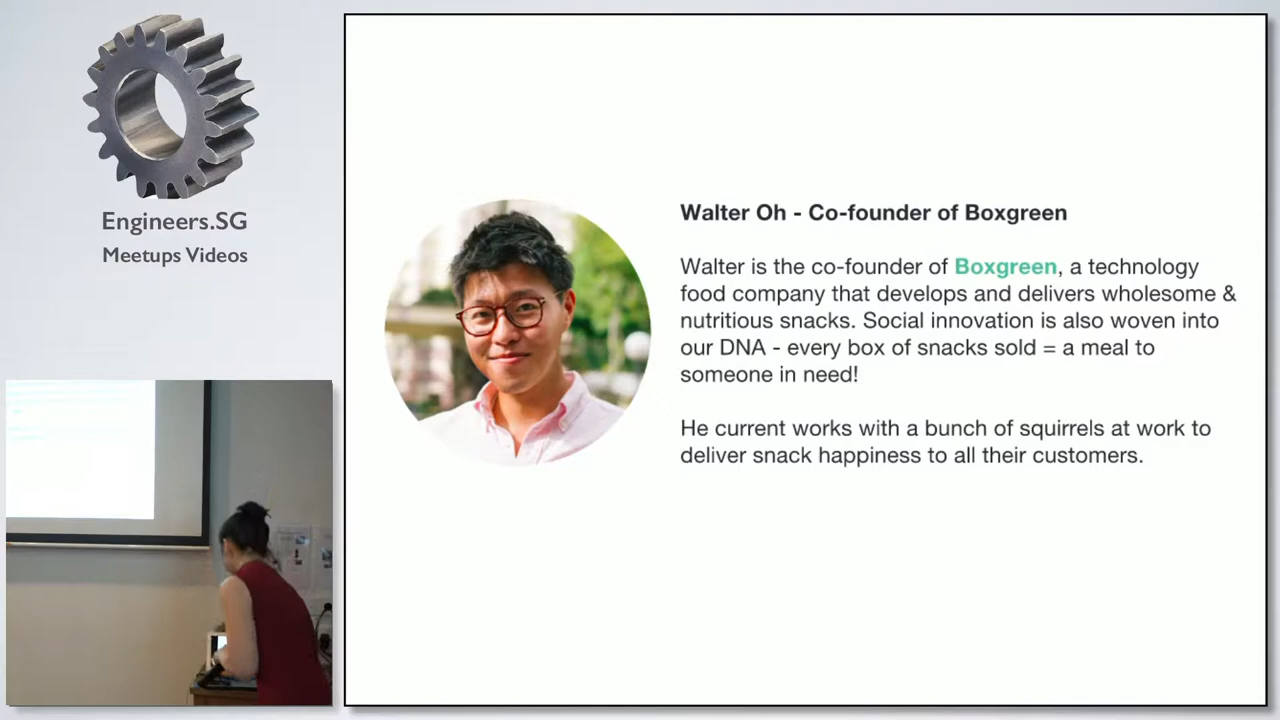 Engineers.SG
Meetups Videos
Walter Oh - Co-founder of Boxgreen
Walter is the co-founder of Boxgreen, a technology
food company that develops and delivers wholesome &
nutritious snacks. Social innovation is also woven into
our DNA - every box of snacks sold = a meal to
someone in need!
He current works with a bunch of squirrels at work to
deliver snack happiness to all their customers.